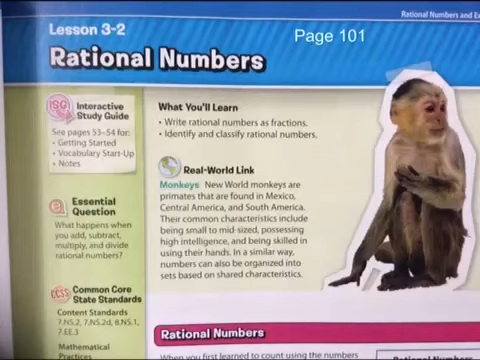 Rational Numbers and
Lesson 3-2
Page 101
Rational Numbers
ISG
Interactive
Study Guide
See pages 53–54 for:
• Getting Started
• Vocabulary Start-Up
• Notes
e
Essential
Question
What happens when
you add, subtract,
multiply, and divide
rational numbers?
CCSS
Common Core
State Standards
Content Standards
7.NS.2, 7.NS.2d, 8.NS.1,
7.EE.3
Mathematical
Practices
What You'll Learn
• Write rational numbers as fractions.
• Identify and classify rational numbers.
Real-World Link
Monkeys New World monkeys are
primates that are found in Mexico,
Central America, and South America.
Their common characteristics include
being small to mid-sized, possessing
high intelligence, and being skilled in
using their hands. In a similar way,
numbers can also be organized into
sets based on shared characteristics.
Rational Numbers
When you first learned to count using the numbers
Rational Numbers